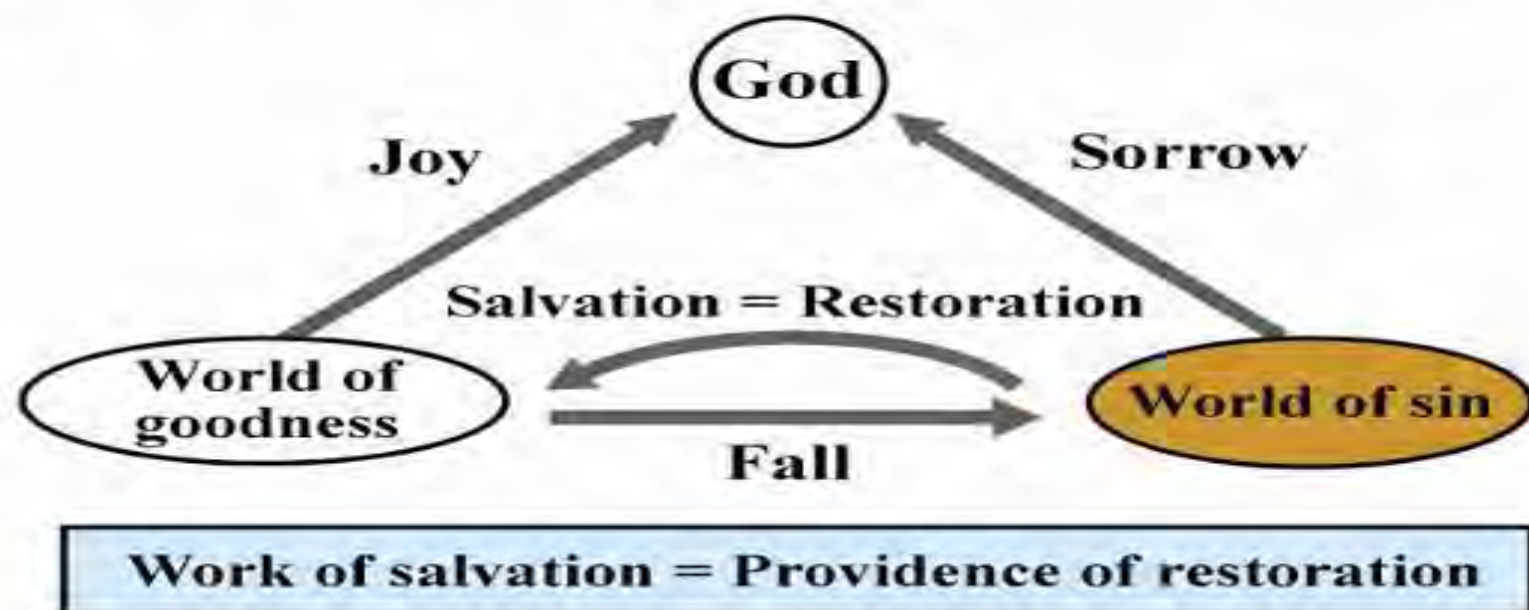 God
Joy
Sorrow
Salvation = Restoration
World of
goodness
World of sin
Fall
Work of salvation = Providence of restoration